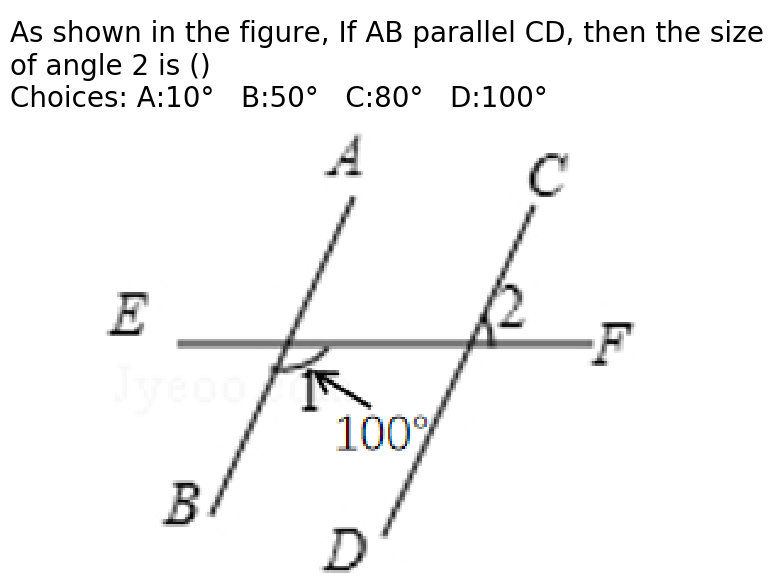 As shown in the figure, If AB parallel CD, then the size
of angle 2 is ()
Choices: A:10° B:50° C:80° D:100°
A
C
E
2
F
Jyeoo
1
100°
B
D